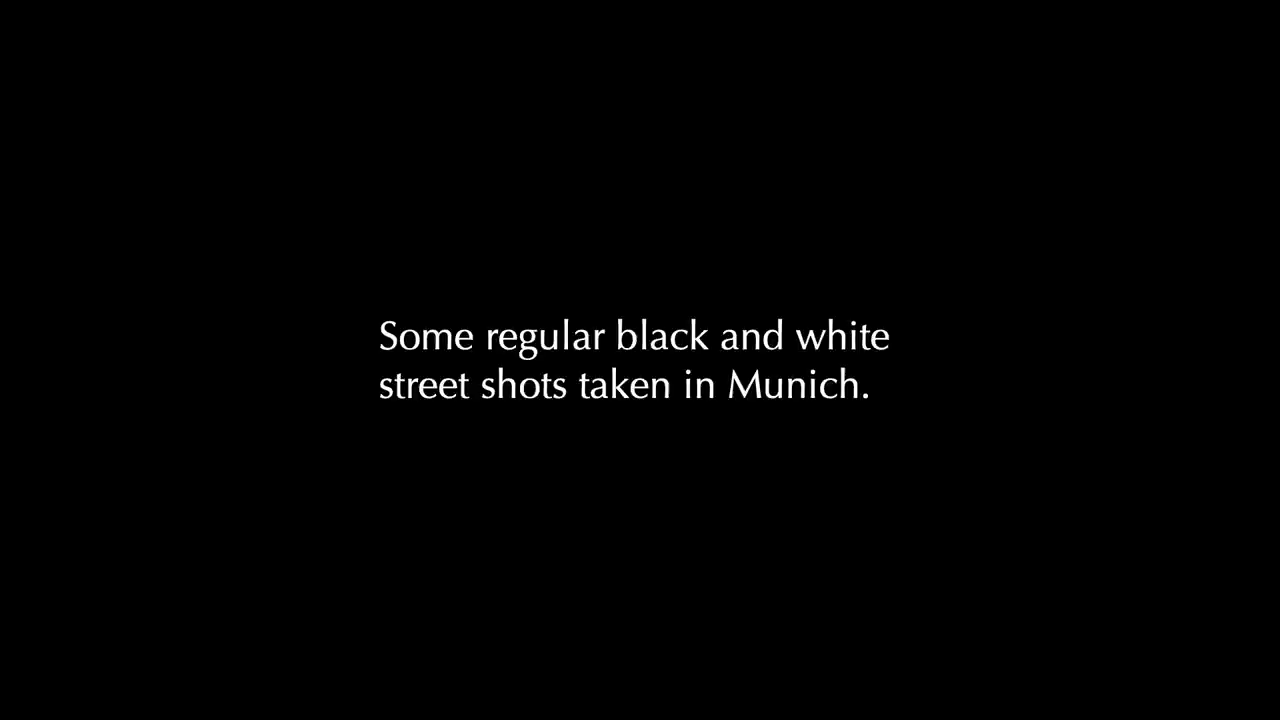 Some regular black and white
street shots taken in Munich.